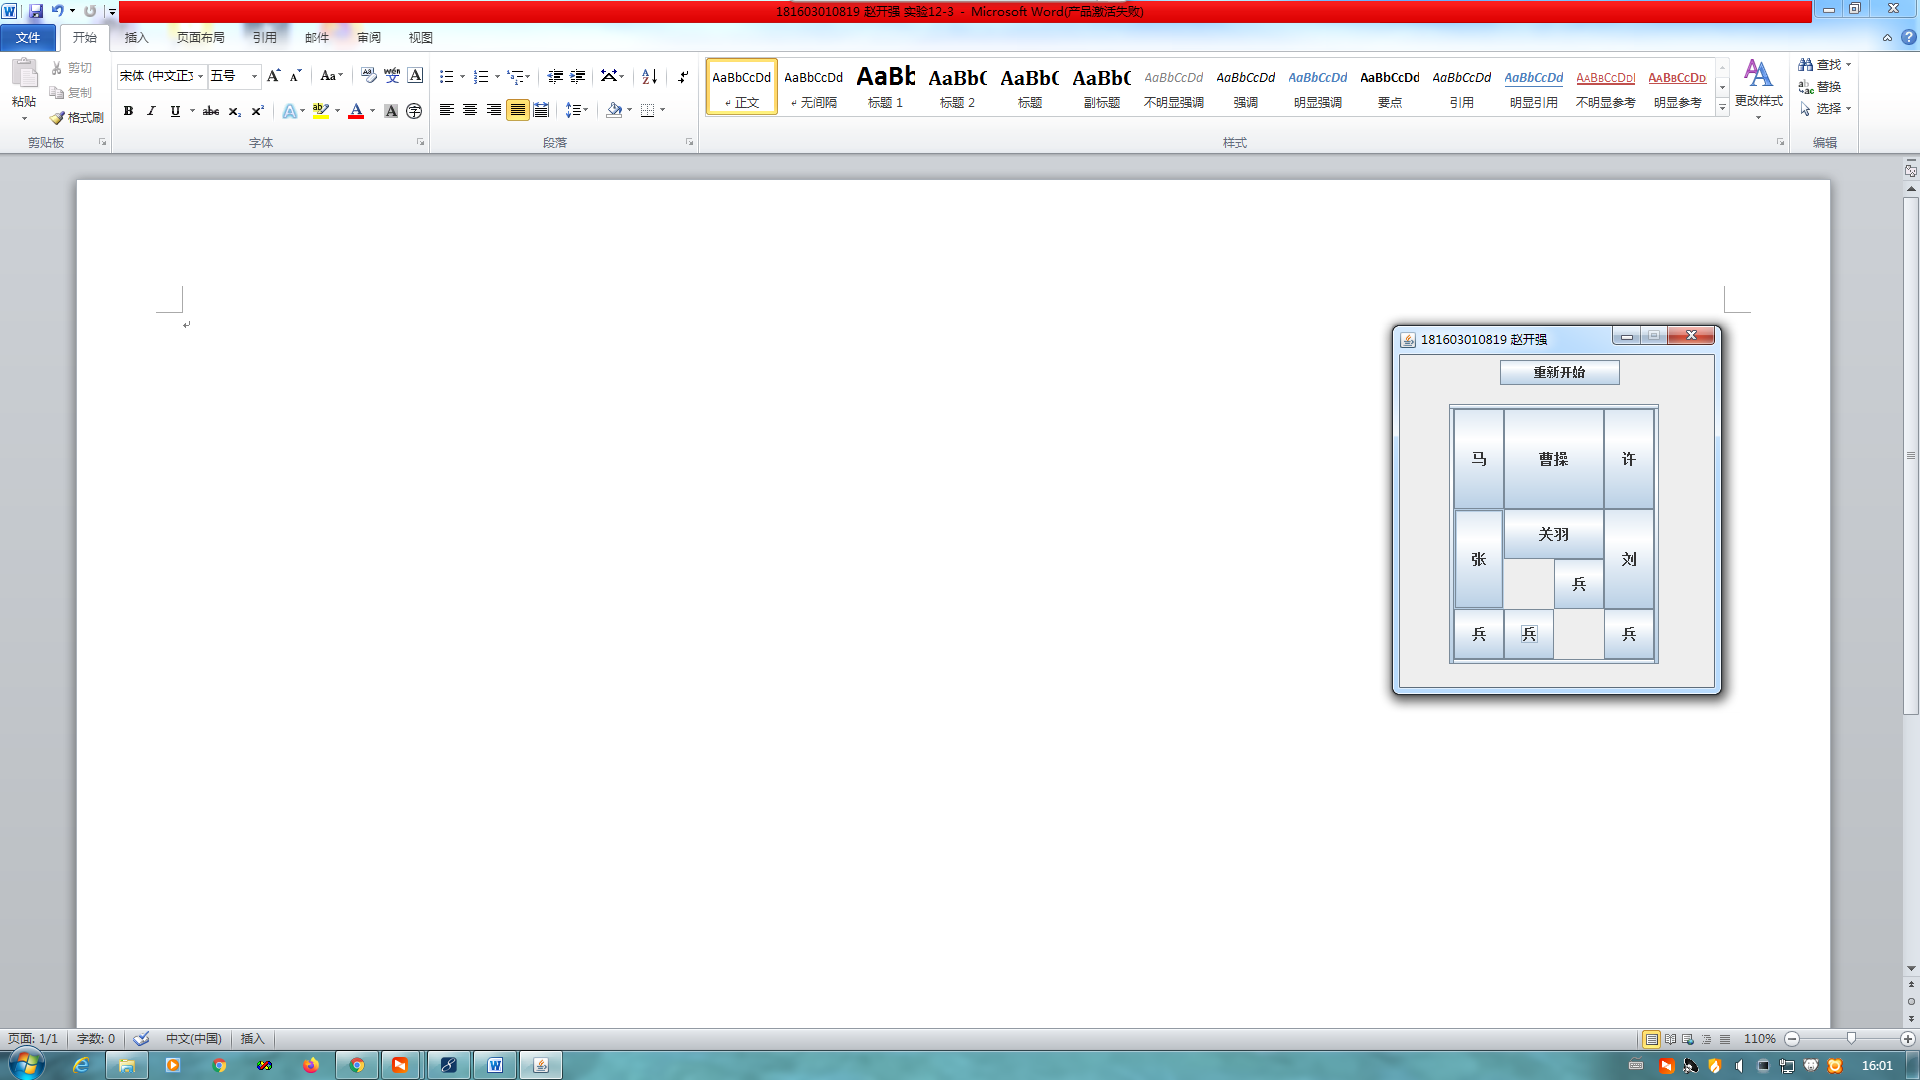 181603010819 赵开强 实验12-3 - Microsoft Word(产品激活失败)
文件 开始 插入 页面布局 引用 邮件 审阅 视图
粘贴 剪切 复制 格式刷
剪贴板
宋体 (中文正文 五号
字体
段落
AaBbCcDd AaBbCcDd AaBb AaBbC AaBbC AaBbC AaBbCcDd AaBbCcDd AaBbCcDd AaBbCcDd AaBbCcDd AaBbCcDd AaBbCcDd AaBbCcDd
正文 无间隔 标题 1 标题 2 标题 副标题 不明显强调 强调 明显强调 要点 引用 明显引用 不明显参考 明显参考
更改样式
样式
查找
替换
选择
编辑
181603010819 赵开强
重新开始
马 曹操 许
关羽
张 刘
兵
兵 兵 兵
页面: 1/1 字数: 0 中文(中国) 插入 110%
16:01